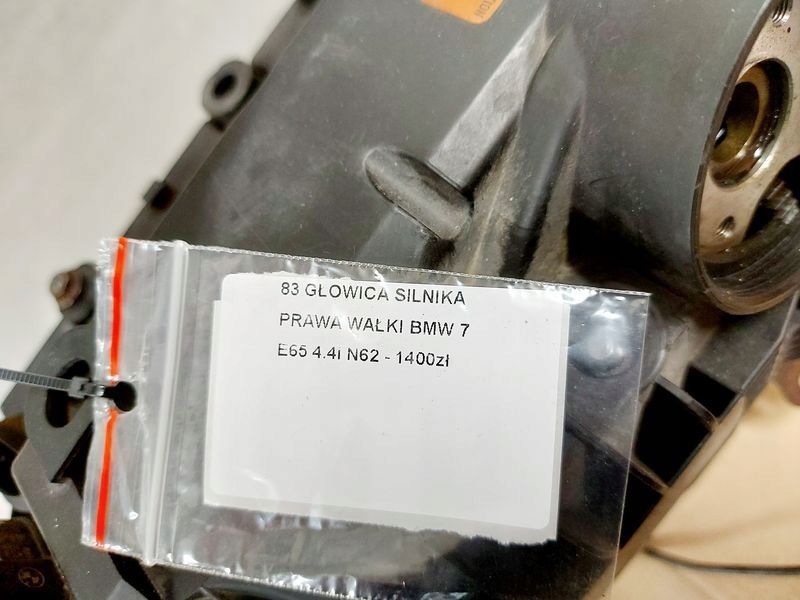 83 GŁOWICA SILNIKA
PRAWA WAŁKI BMW 7
E65 4.4i N62 - 1400zł